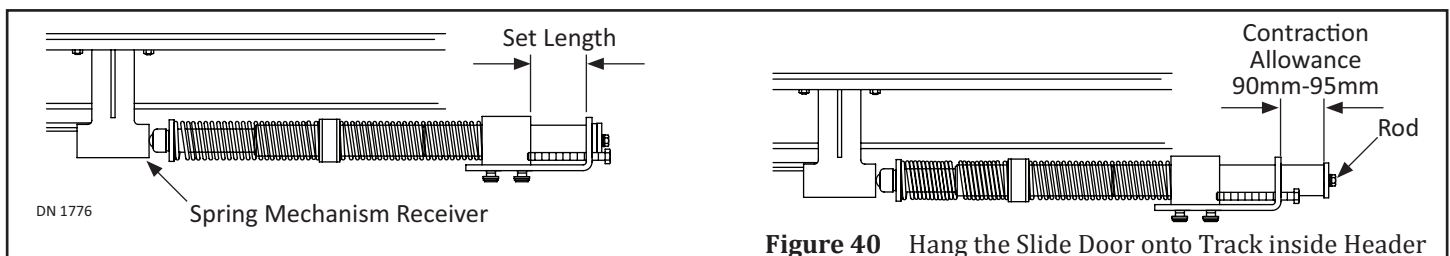 Set Length
Spring Mechanism Receiver
DN 1776
Contraction
Allowance
90mm-95mm
Rod
Figure 40 Hang the Slide Door onto Track inside Header